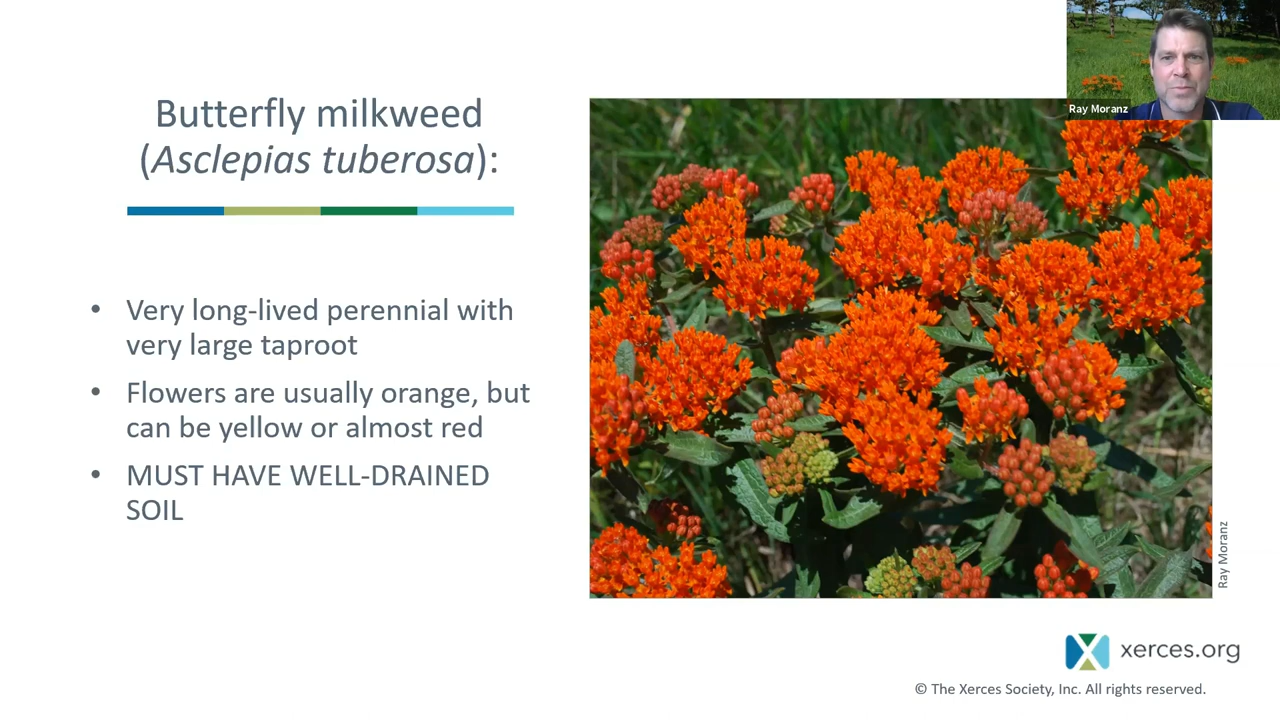 Ray Moranz
Butterfly milkweed
(Asclepias tuberosa):
• Very long-lived perennial with
very large taproot
• Flowers are usually orange, but
can be yellow or almost red
• MUST HAVE WELL-DRAINED
SOIL
Ray Moranz
xerces.org
© The Xerces Society, Inc. All rights reserved.